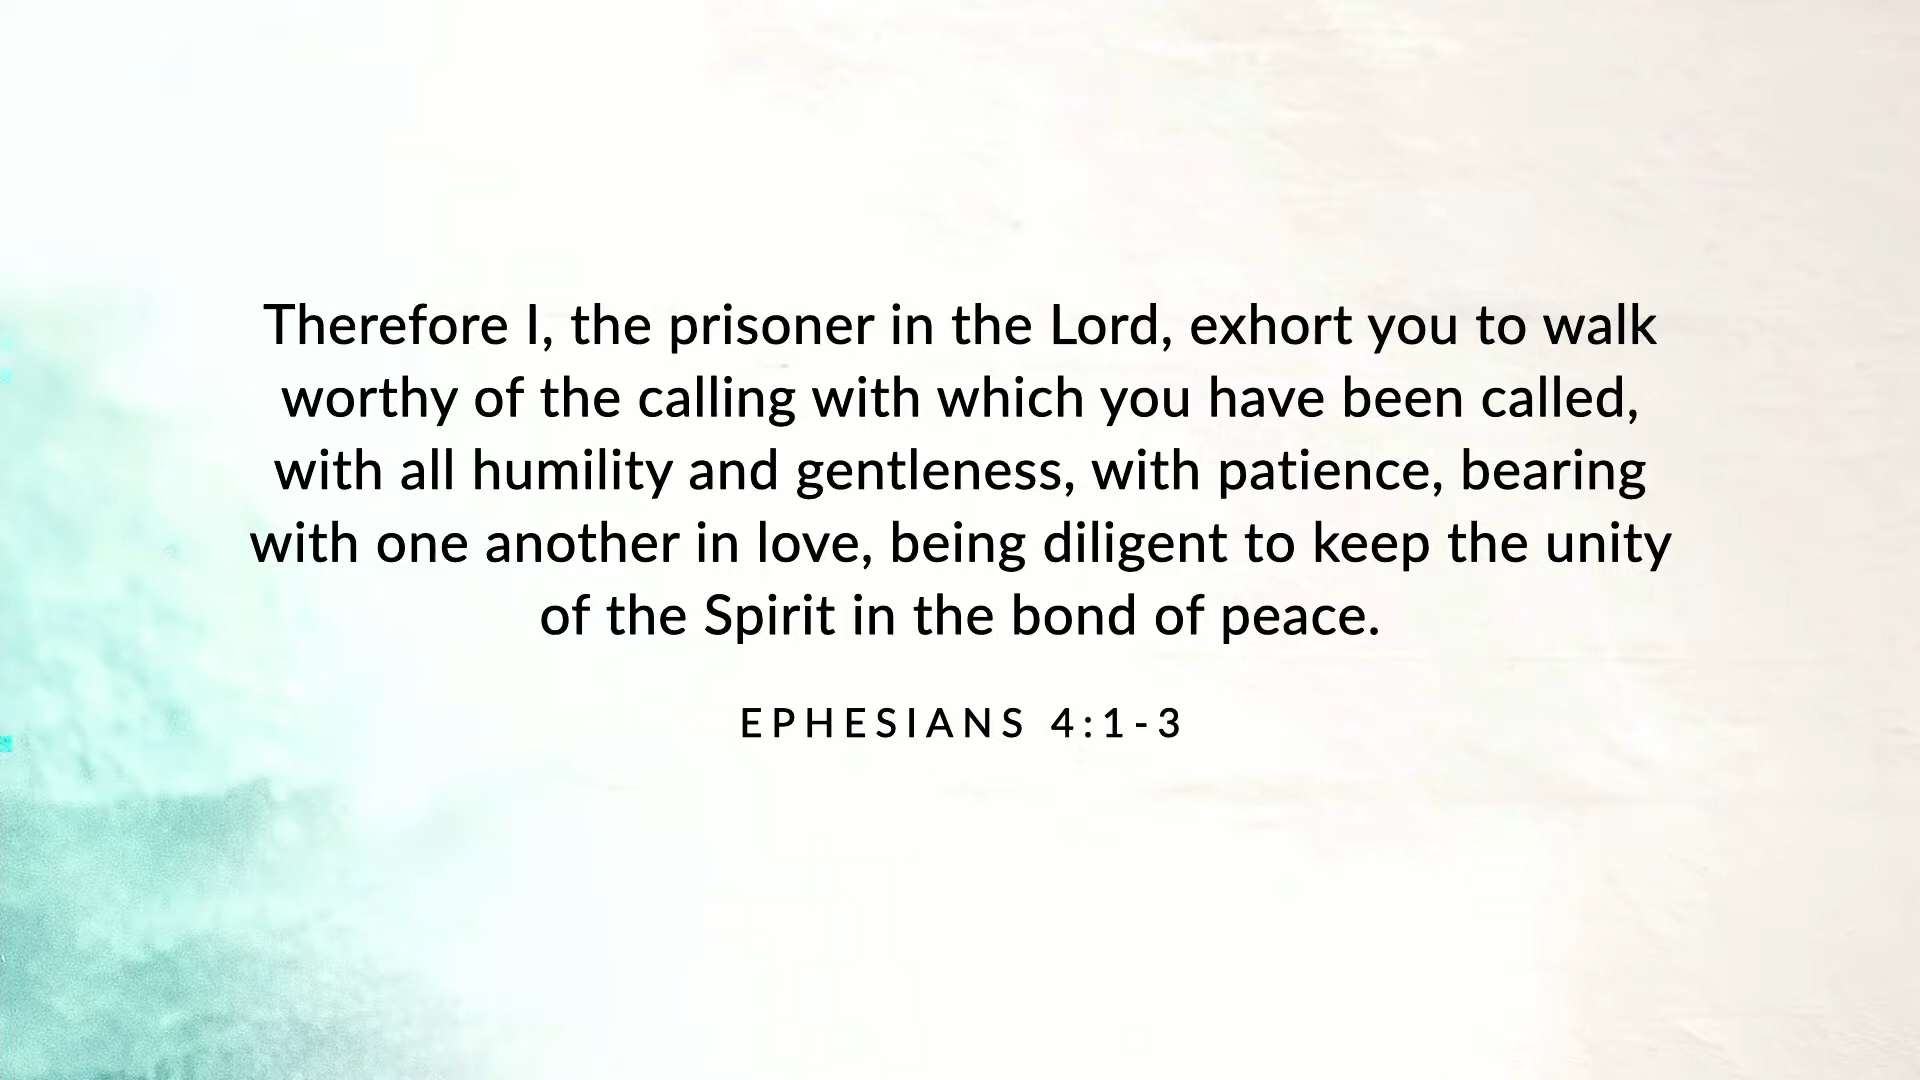 Therefore I, the prisoner in the Lord, exhort you to walk
worthy of the calling with which you have been called,
with all humility and gentleness, with patience, bearing
with one another in love, being diligent to keep the unity
of the Spirit in the bond of peace.
EPHESIANS 4:1-3